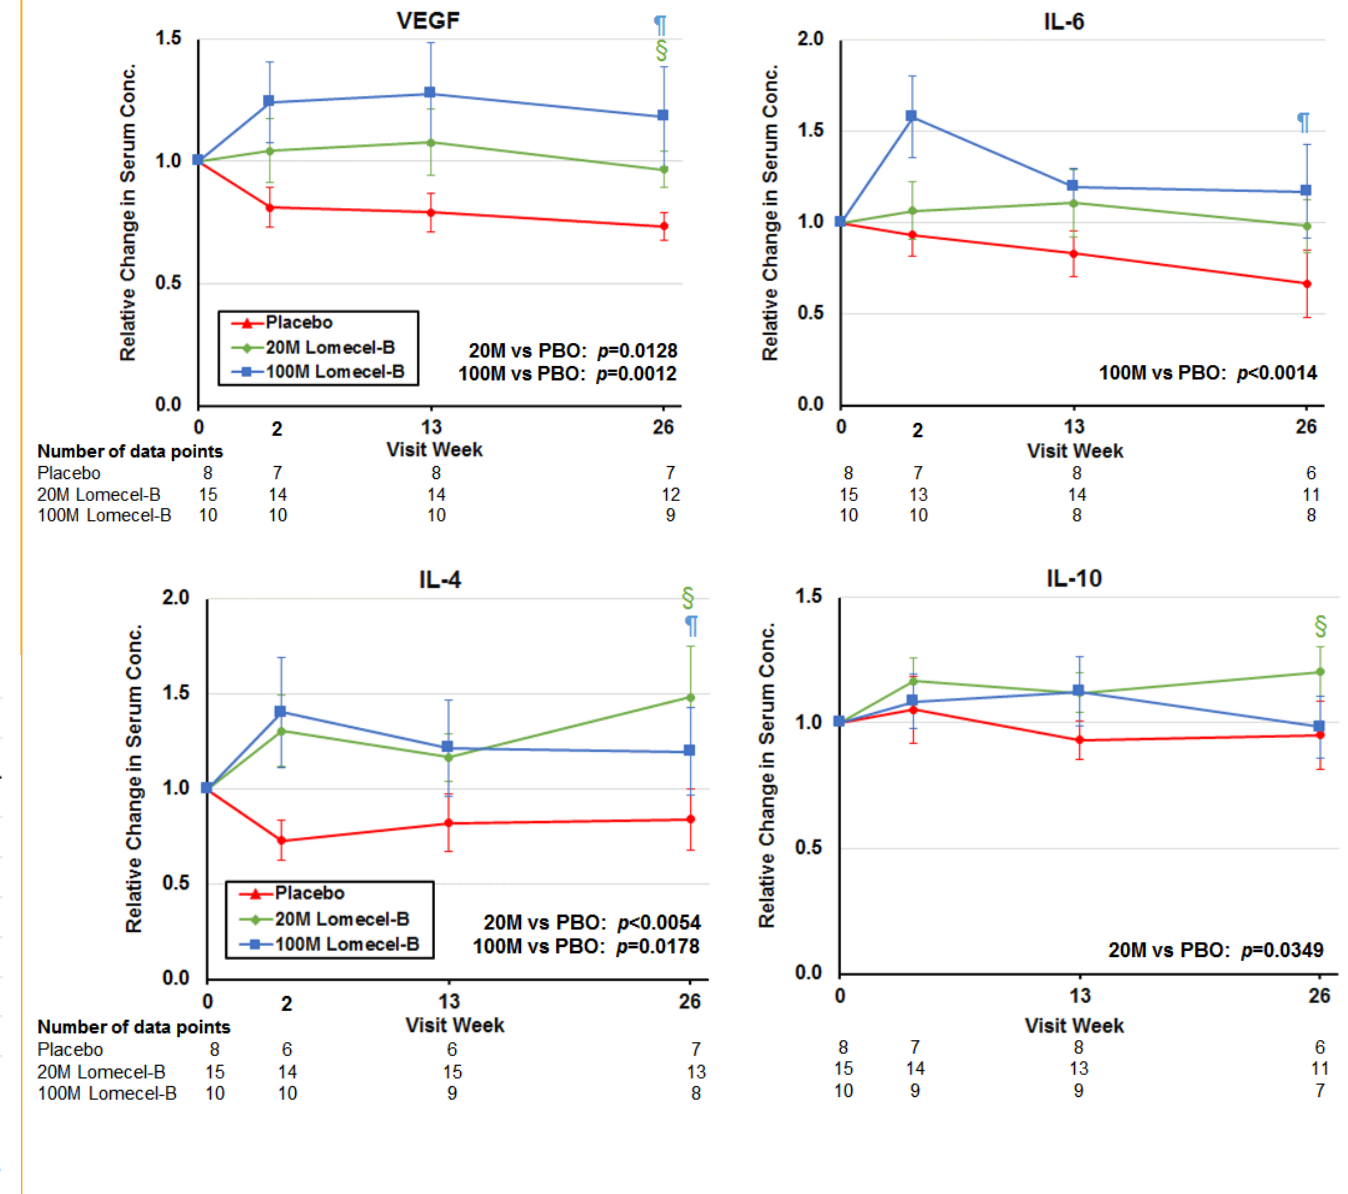 VEGF
¶
§
1.5
1.0
0.5
0.0
Relative Change in Serum Conc.
Placebo
20M Lomecel-B
100M Lomecel-B
20M vs PBO: p=0.0128
100M vs PBO: p=0.0012
0 2 13 26
Visit Week
Number of data points
Placebo 8 7 8 7
20M Lomecel-B 15 14 14 12
100M Lomecel-B 10 10 10 9
IL-6
¶
2.0
1.5
1.0
0.5
0.0
Relative Change in Serum Conc.
100M vs PBO: p<0.0014
0 2 13 26
Visit Week
8 7 8 6
15 13 14 11
10 10 8 8
IL-4
§
¶
2.0
1.5
1.0
0.5
0.0
Relative Change in Serum Conc.
Placebo
20M Lomecel-B
100M Lomecel-B
20M vs PBO: p<0.0054
100M vs PBO: p=0.0178
0 2 13 26
Visit Week
Number of data points
Placebo 8 6 6 7
20M Lomecel-B 15 14 15 13
100M Lomecel-B 10 10 9 8
IL-10
§
1.5
1.0
0.5
0.0
Relative Change in Serum Conc.
20M vs PBO: p=0.0349
0 13 26
Visit Week
8 7 8 6
15 14 13 11
10 9 9 7